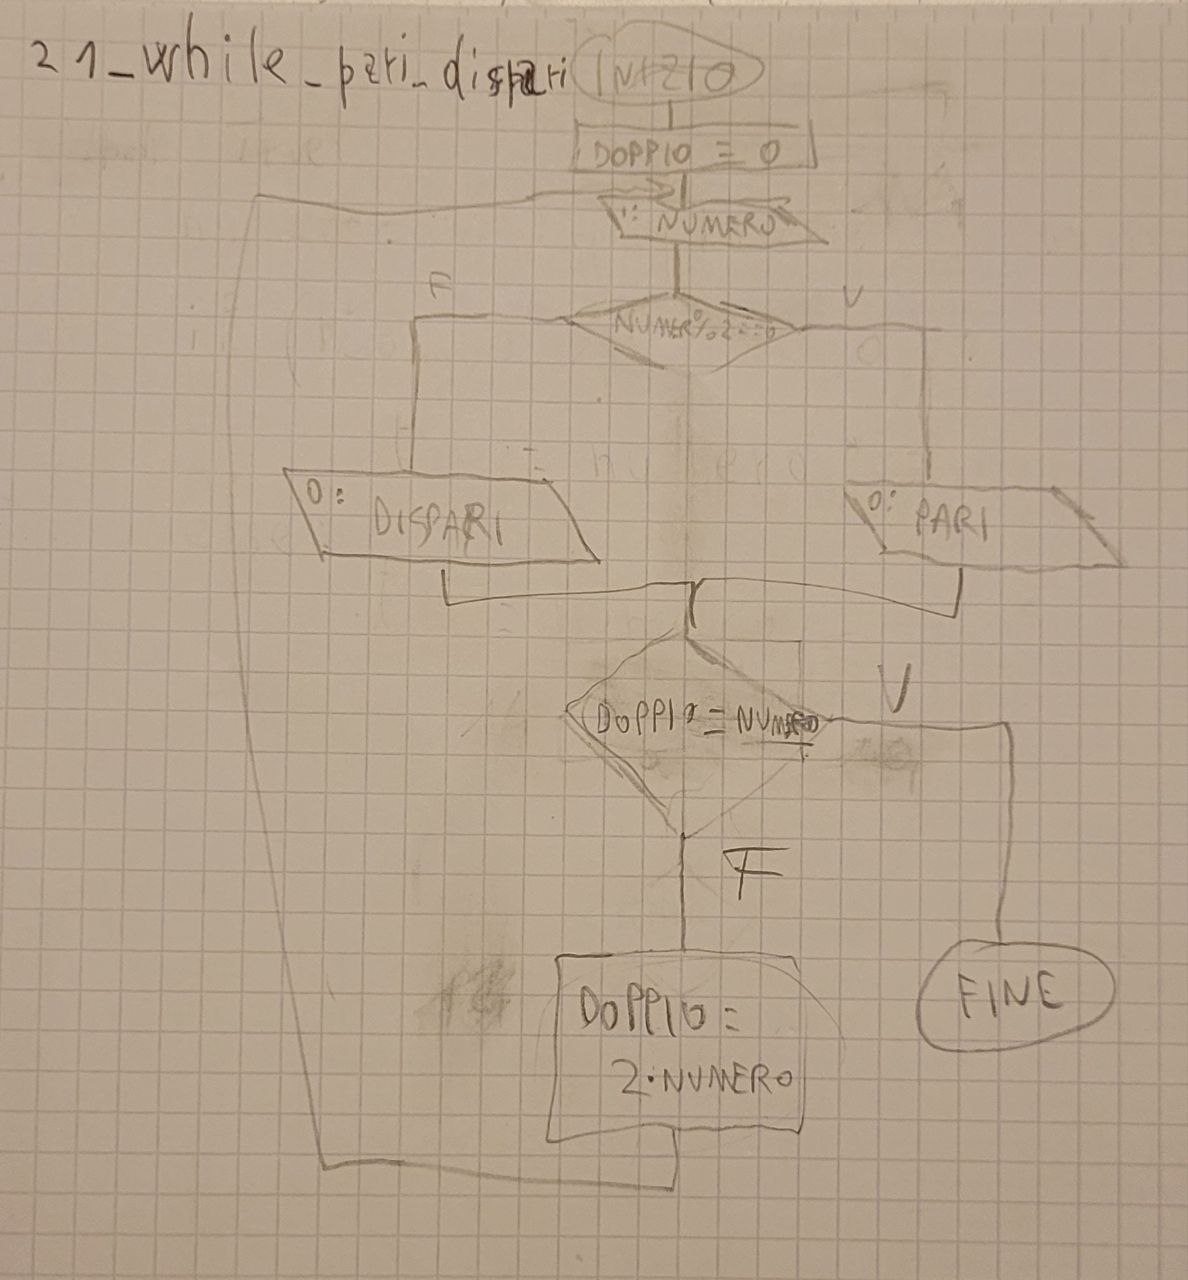 21_while_pari_dispari
INIZIO
DOPPIO = 0
I: NUMERO
F
V
NUMERO%2==0
O: DISPARI
O: PARI
DOPPIO = NUMERO
V
F
DOPPIO =
2·NUMERO
FINE